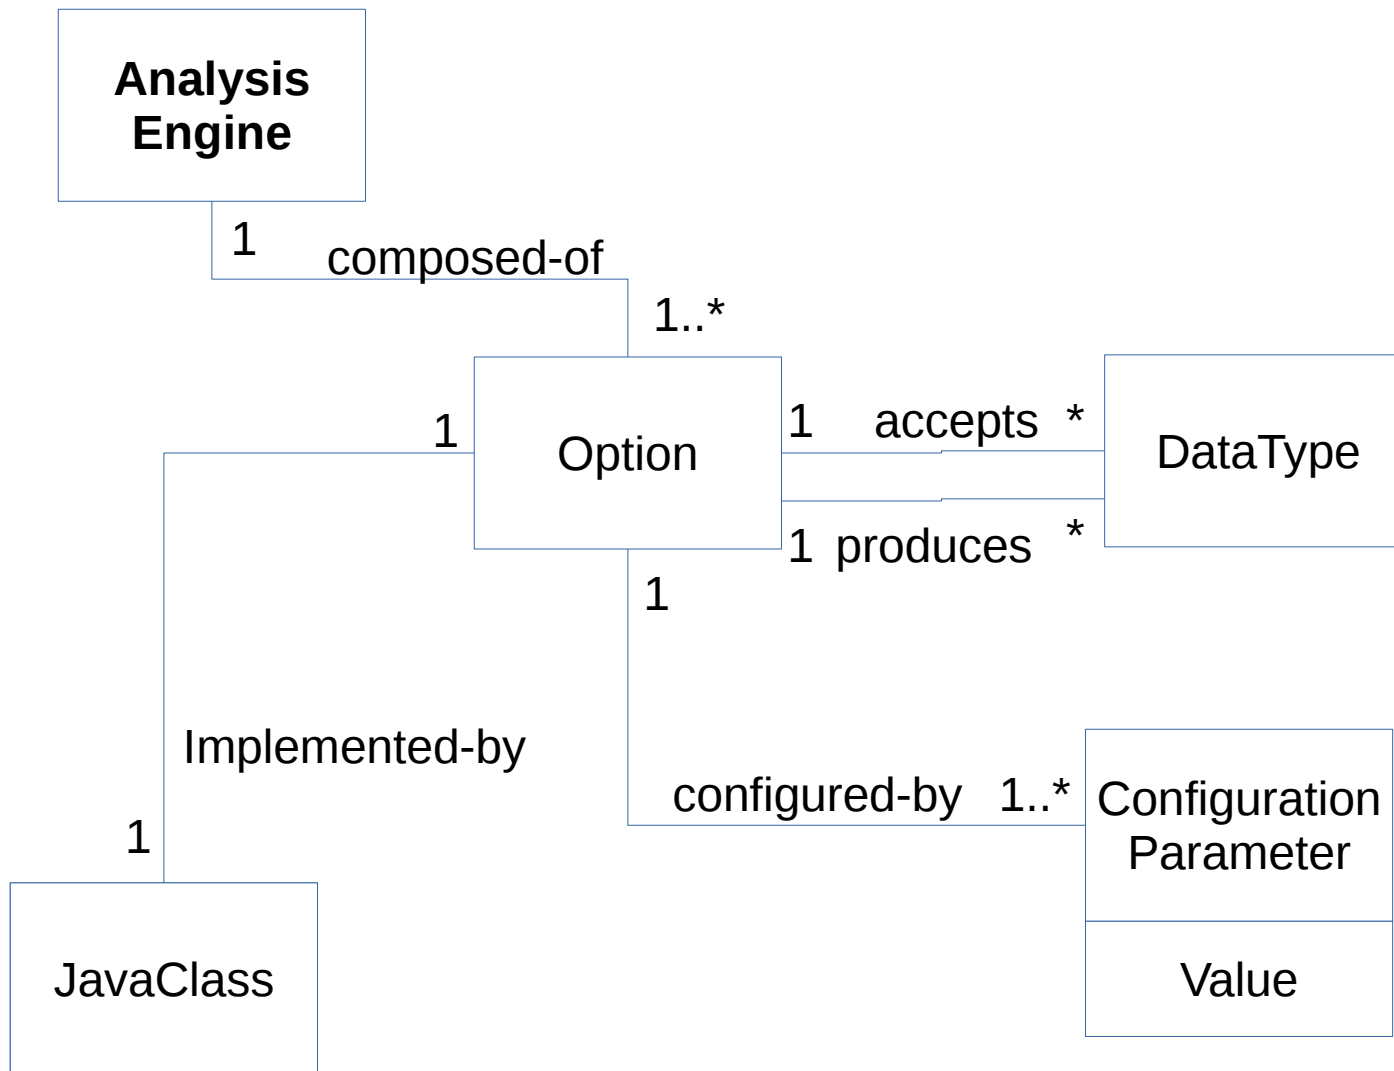 Analysis
Engine
1
composed-of
1..*
1
Option
1
accepts
*
DataType
1
produces
*
1
Implemented-by
configured-by
1..*
Configuration
Parameter
1
JavaClass
Value